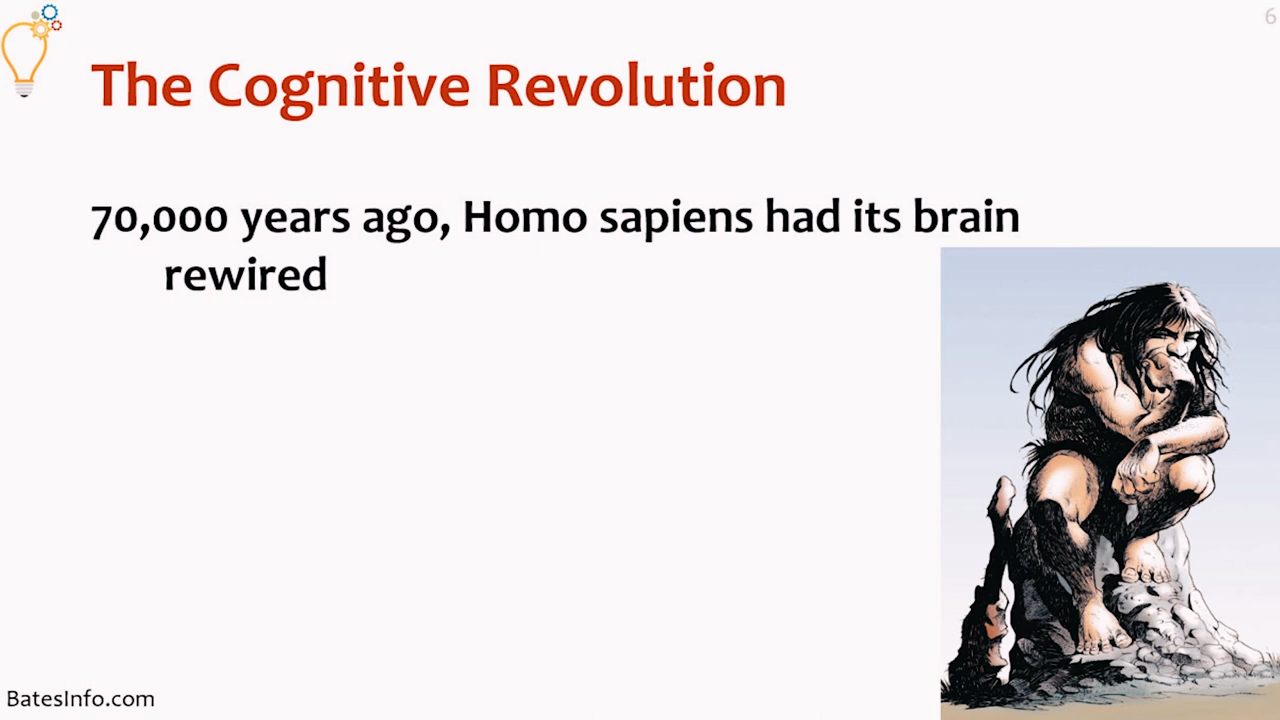 6
The Cognitive Revolution
70,000 years ago, Homo sapiens had its brain
rewired
BatesInfo.com